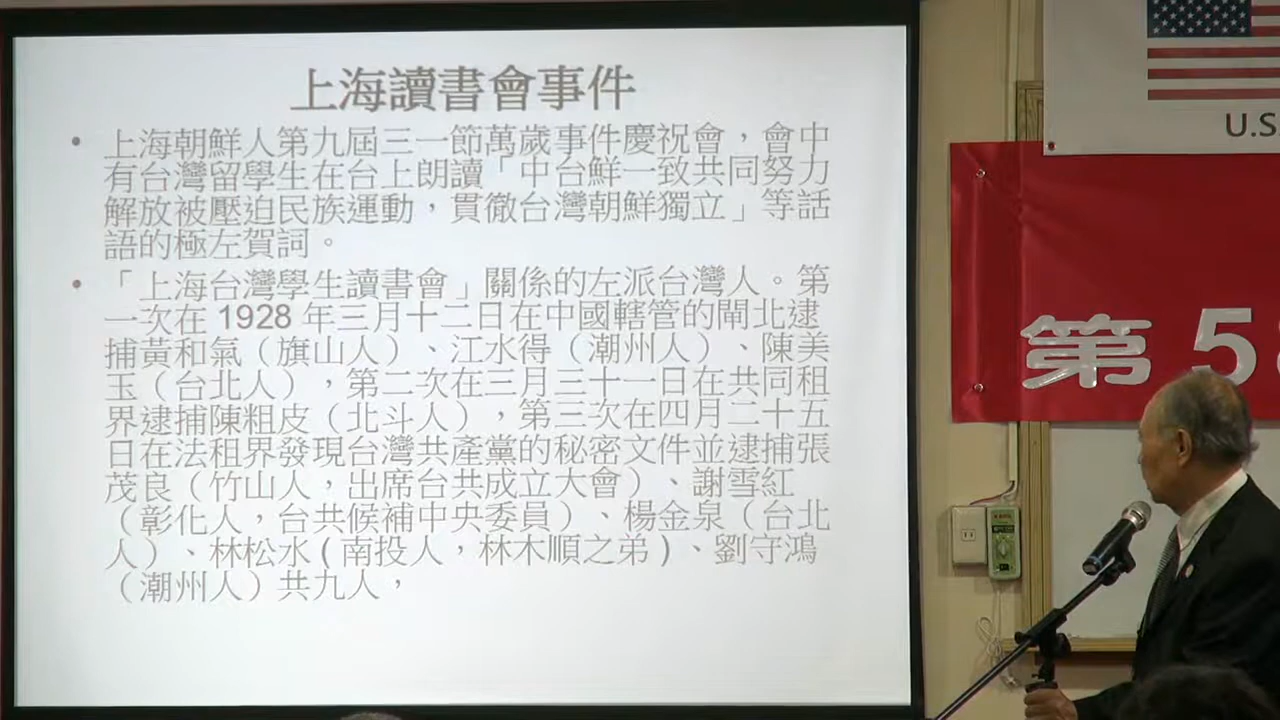 上海讀書會事件
• 上海朝鮮人第九屆三一節萬歲事件慶祝會，會中
有台灣留學生在台上朗讀「中台鮮一致共同努力
解放被壓迫民族運動，貫徹台灣朝鮮獨立」等話
語的極左賀詞。
• 「上海台灣學生讀書會」關係的左派台灣人。第
一次在 1928 年三月十二日在中國轄管的閘北逮
捕黃和氣（旗山人）、江水得（潮州人）、陳美
玉（台北人），第二次在三月三十一日在共同租
界逮捕陳粗皮（北斗人），第三次在四月二十五
日在法租界發現台灣共產黨的秘密文件並逮捕張
茂良（竹山人，出席台共成立大會）、謝雪紅
（彰化人，台共候補中央委員）、楊金泉（台北
人）、林松水 ( 南投人，林木順之弟 ) 、劉守鴻
（潮州人）共九人，
U.S
第 5